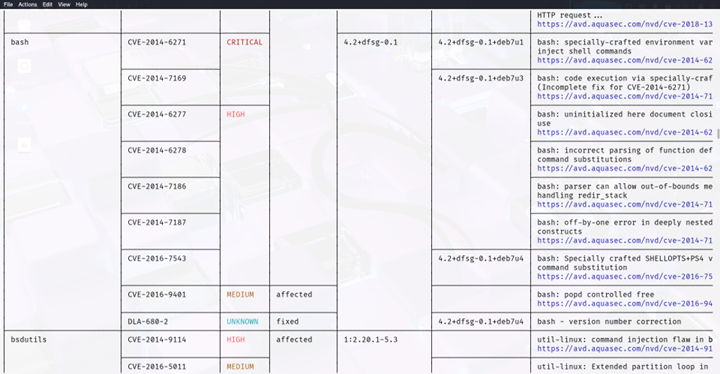 File Actions Edit View Help
HTTP request...
https://avd.aquasec.com/nvd/cve-2018-13
bash CVE-2014-6271 CRITICAL 4.2+dfsg-0.1 4.2+dfsg-0.1+deb7u1 bash: specially-crafted environment var
inject shell commands
https://avd.aquasec.com/nvd/cve-2014-62
CVE-2014-7169 4.2+dfsg-0.1+deb7u3 bash: code execution via specially-craf
(Incomplete fix for CVE-2014-6271)
https://avd.aquasec.com/nvd/cve-2014-71
CVE-2014-6277 HIGH bash: uninitialized here document closi
use
https://avd.aquasec.com/nvd/cve-2014-62
CVE-2014-6278 bash: incorrect parsing of function def
command substitutions
https://avd.aquasec.com/nvd/cve-2014-62
CVE-2014-7186 bash: parser can allow out-of-bounds me
handling redir_stack
https://avd.aquasec.com/nvd/cve-2014-71
CVE-2014-7187 bash: off-by-one error in deeply nested
constructs
https://avd.aquasec.com/nvd/cve-2014-71
CVE-2016-7543 4.2+dfsg-0.1+deb7u4 bash: Specially crafted SHELLOPTS+PS4 v
command substitution
https://avd.aquasec.com/nvd/cve-2016-75
CVE-2016-9401 MEDIUM affected bash: popd controlled free
https://avd.aquasec.com/nvd/cve-2016-94
DLA-680-2 UNKNOWN fixed 4.2+dfsg-0.1+deb7u4 bash - version number correction
bsdutils CVE-2014-9114 HIGH affected 1:2.20.1-5.3 util-linux: command injection flaw in b
https://avd.aquasec.com/nvd/cve-2014-91
CVE-2016-5011 MEDIUM util-linux: Extended partition loop in